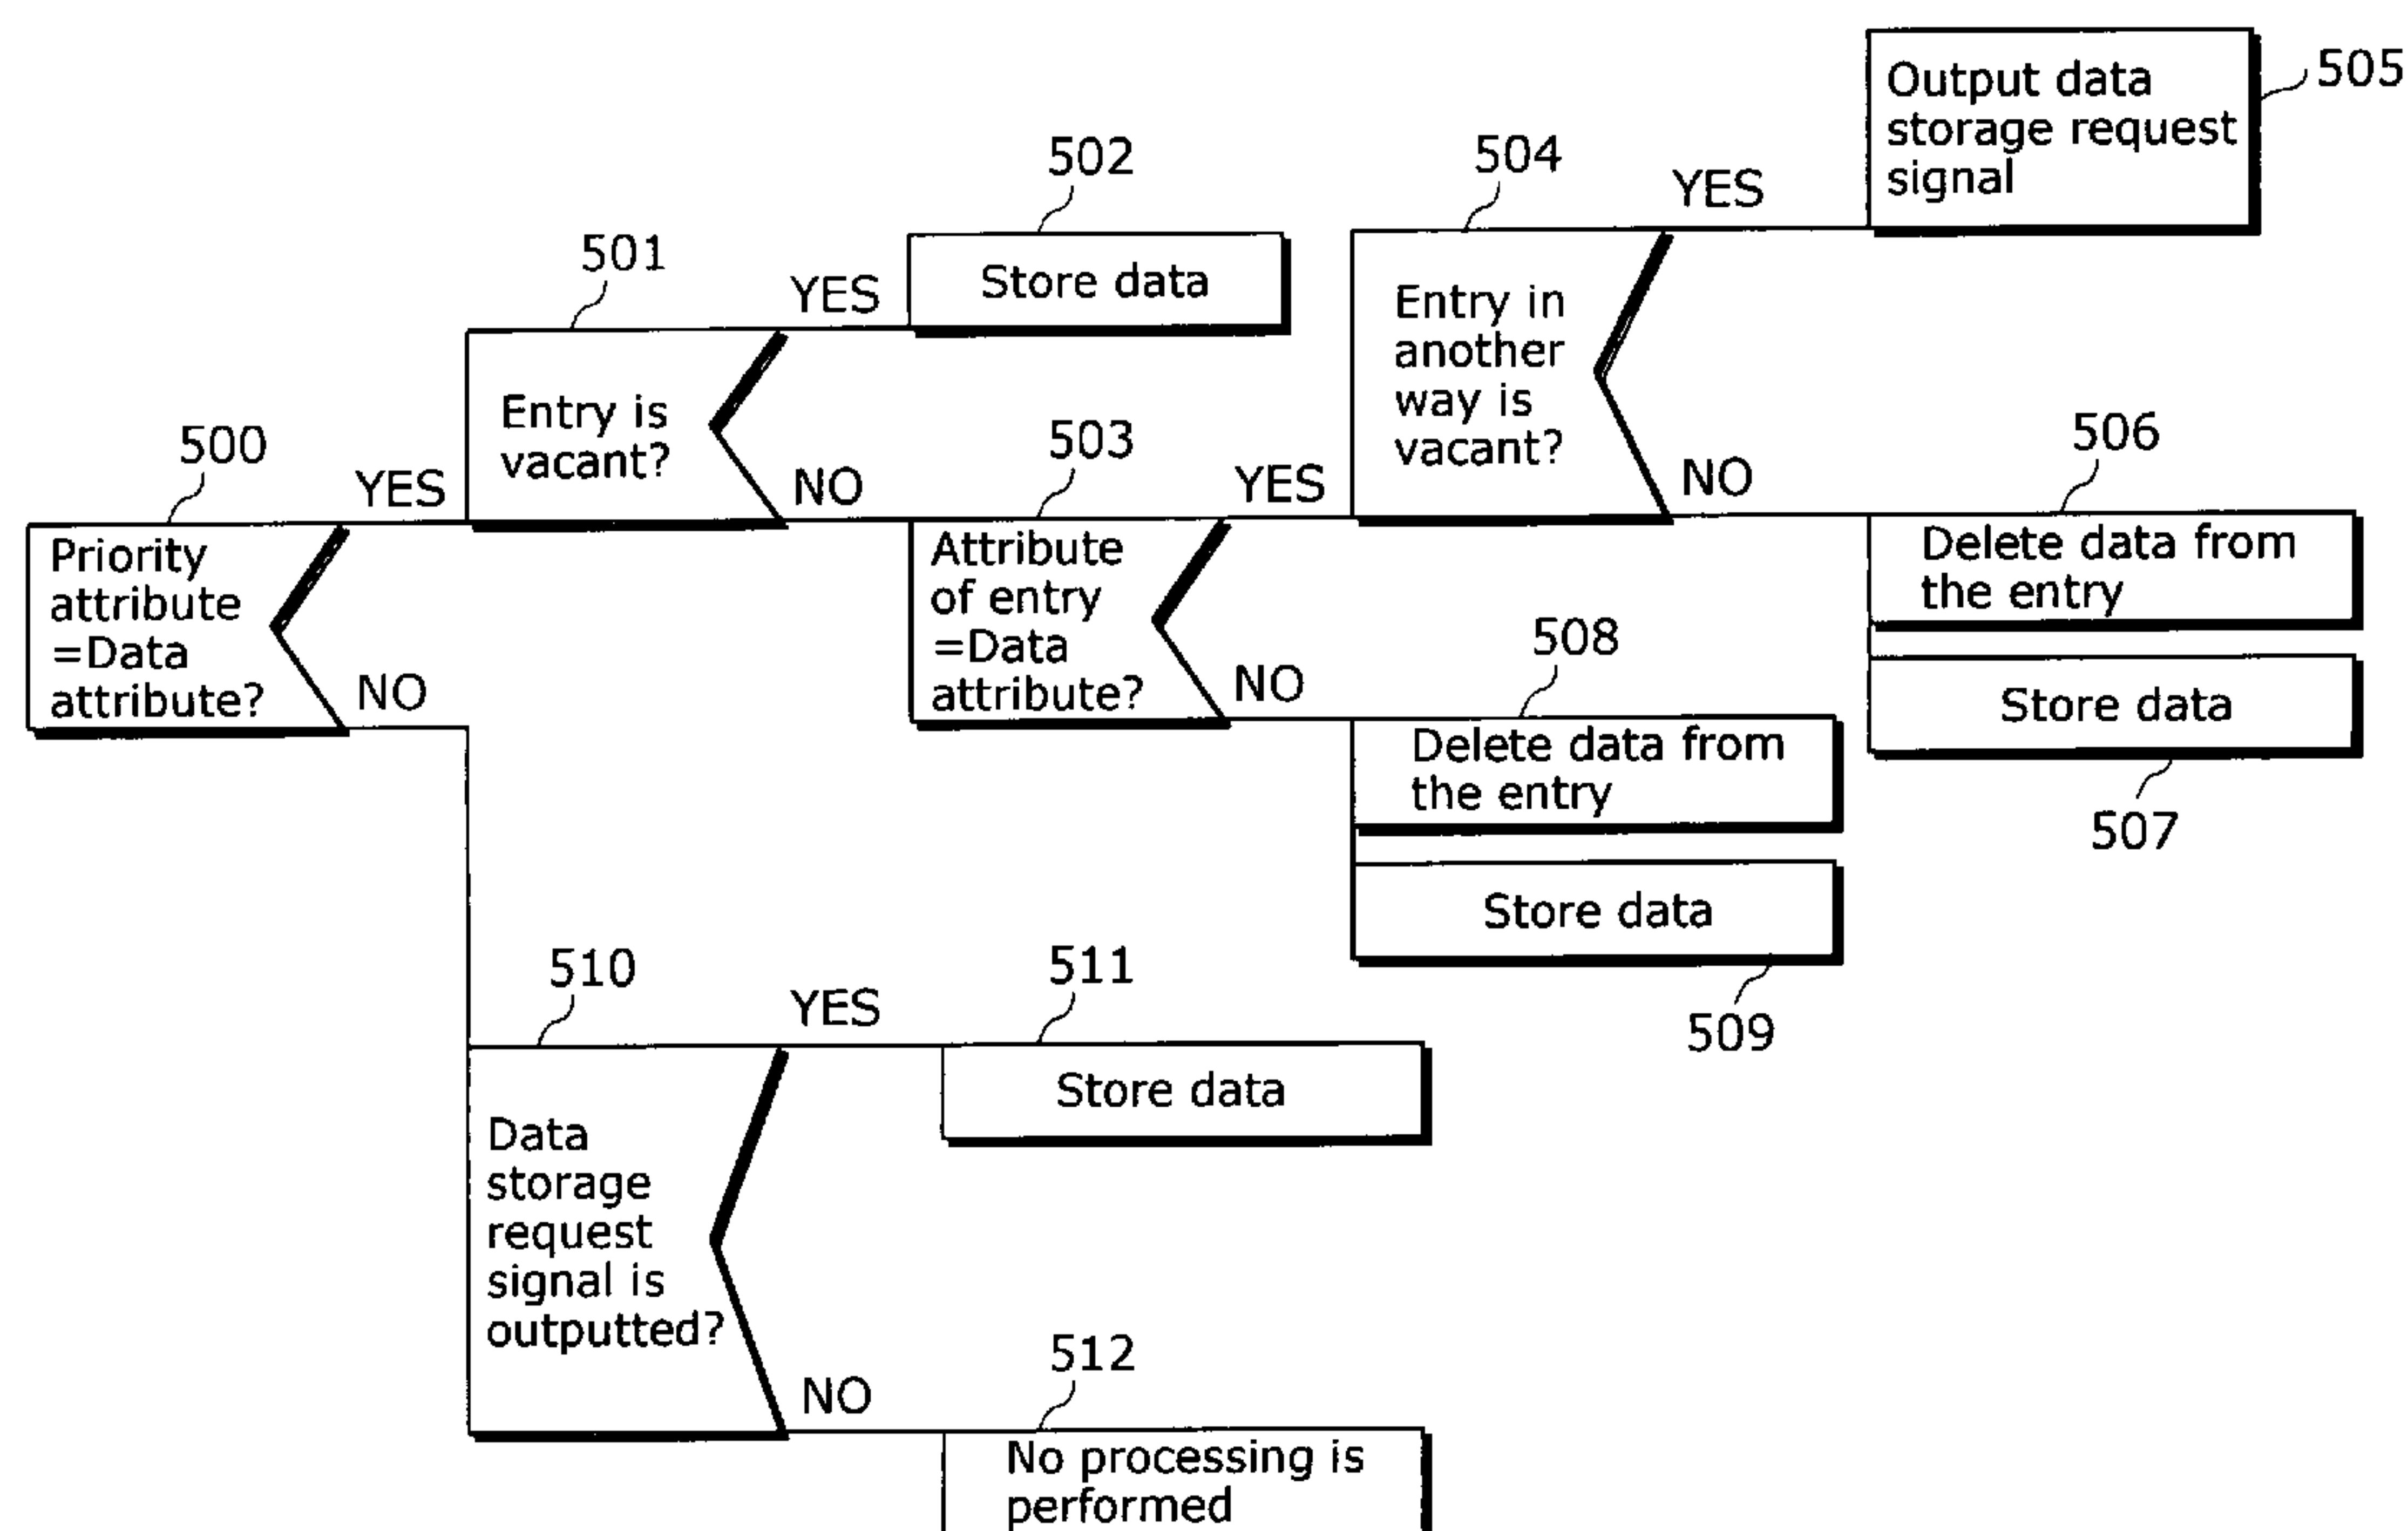 505
Output data
storage request
signal
504
YES
502
Store data
501
YES
Entry in
another
way is
vacant?
NO
Entry is
vacant?
NO
503
YES
506
Delete data from
the entry
500
YES
Priority
attribute
=Data
attribute?
NO
Attribute
of entry
=Data
attribute?
NO
508
Delete data from
the entry
Store data
507
Store data
509
510
YES
511
Store data
Data
storage
request
signal is
outputted?
NO
512
No processing is
performed